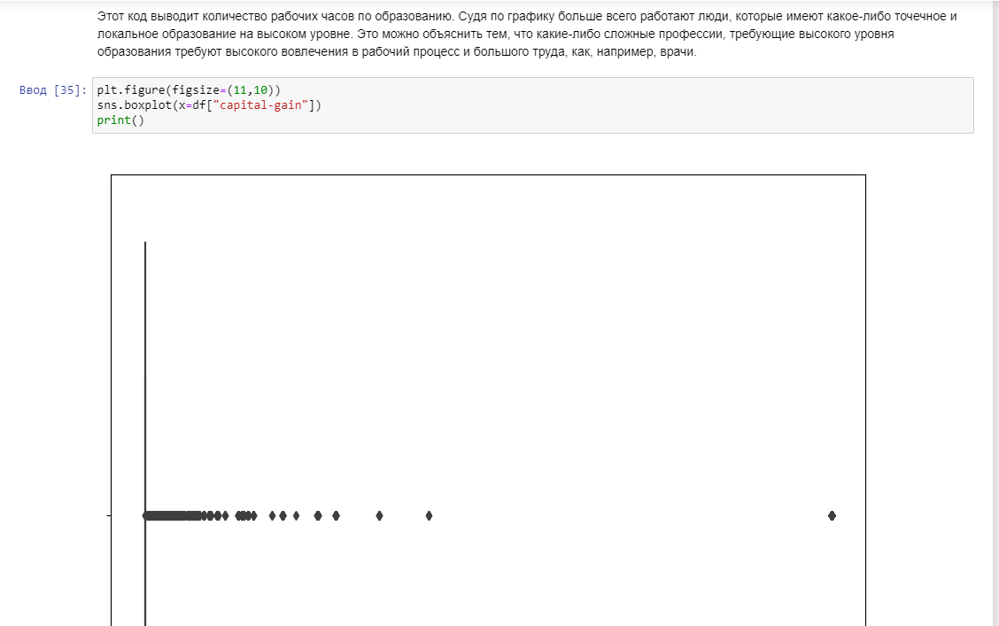 Этот код выводит количество рабочих часов по образованию. Судя по графику больше всего работают люди, которые имеют какое-либо точечное и
локальное образование на высоком уровне. Это можно объяснить тем, что какие-либо сложные профессии, требующие высокого уровня
образования требуют высокого вовлечения в рабочий процесс и большого труда, как, например, врачи.
Ввод [35]: plt.figure(figsize=(11,10))
sns.boxplot(x=df["capital-gain"])
print()